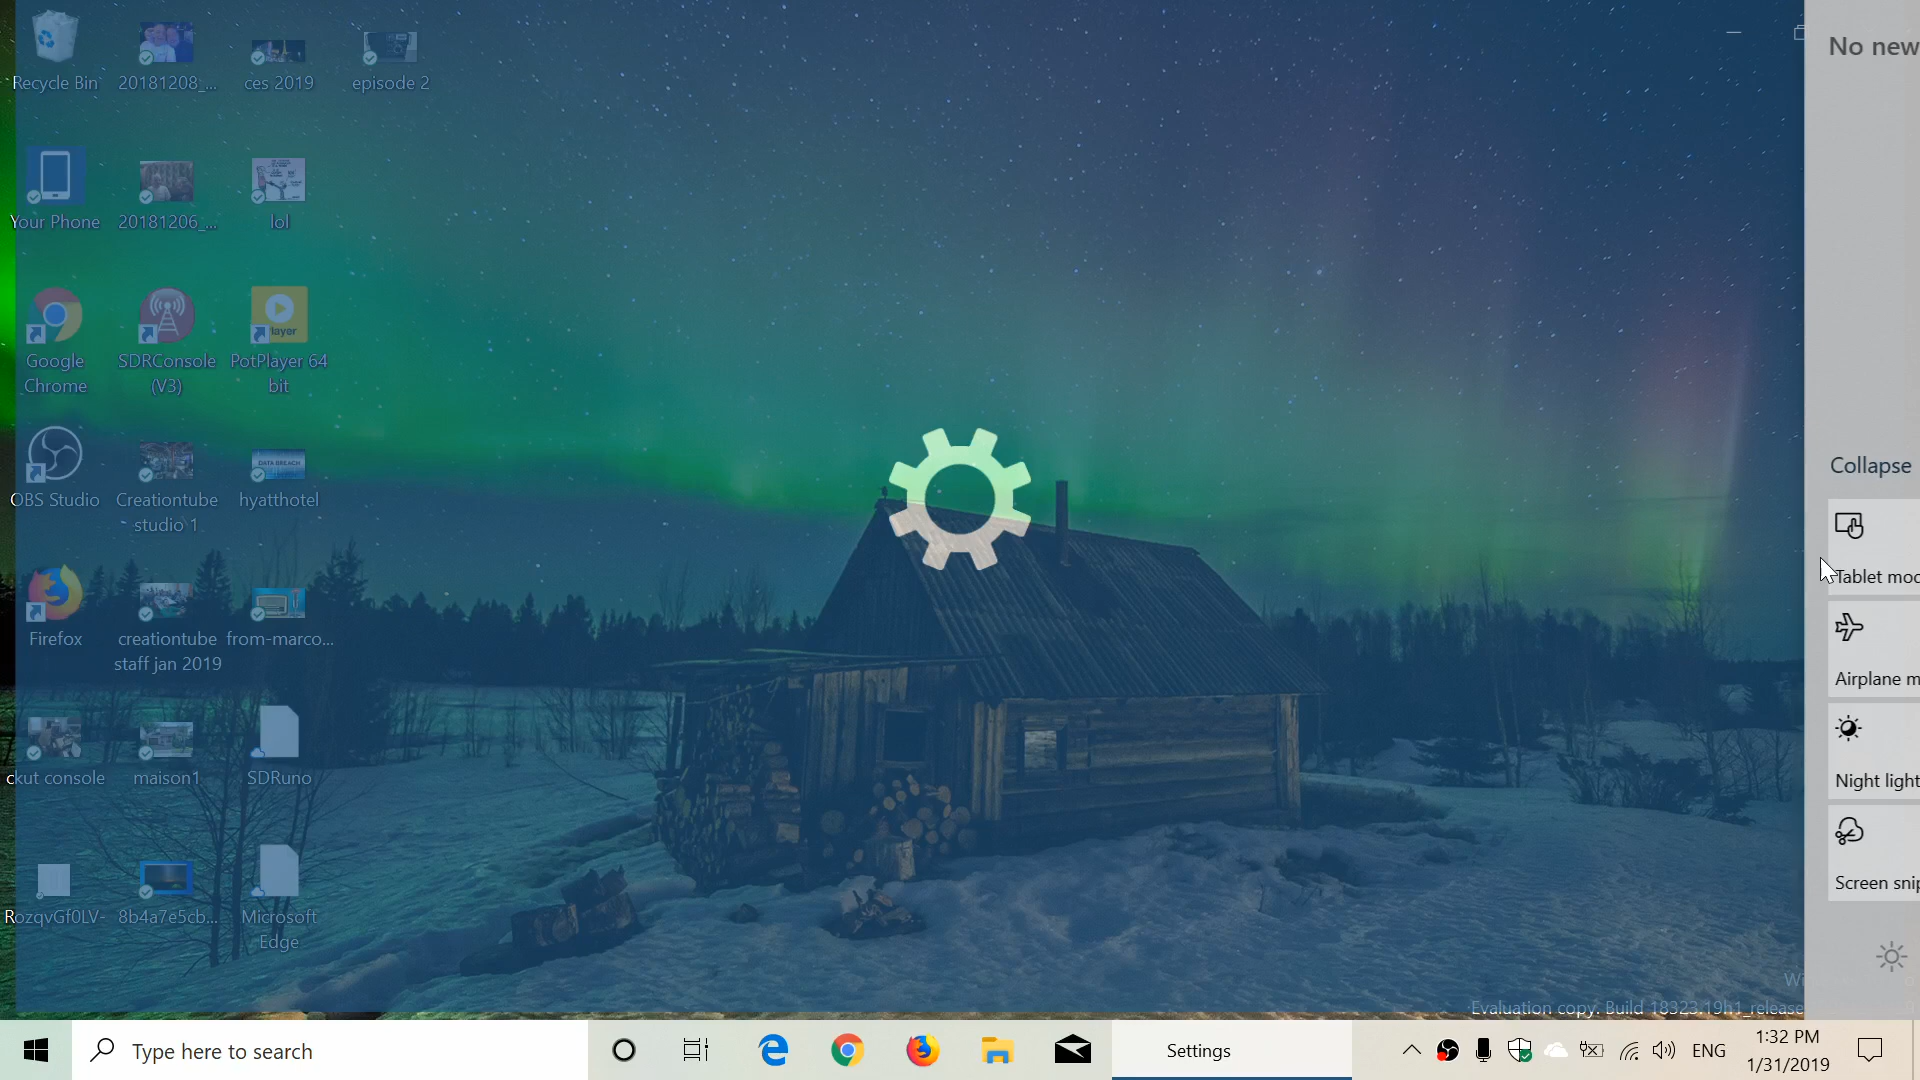 Recycle Bin
20181208_...
ces 2019
episode 2
Your Phone
20181206_...
lol
Google
Chrome
SDRConsole
(V3)
layer
PotPlayer 64
bit
OBS Studio
Creationtube
studio 1
DATA BREACH
hyatthotel
Firefox
creationtube
staff jan 2019
from-marco...
ckut console
maison1
SDRuno
RozqvGf0LV-
8b4a7e5cb...
Microsoft
Edge
No new
Collapse
Tablet mod
Airplane m
Night light
Screen snip
Evaluation copy. Build 18323.19h1_release
Type here to search
Settings
ENG
1:32 PM
1/31/2019